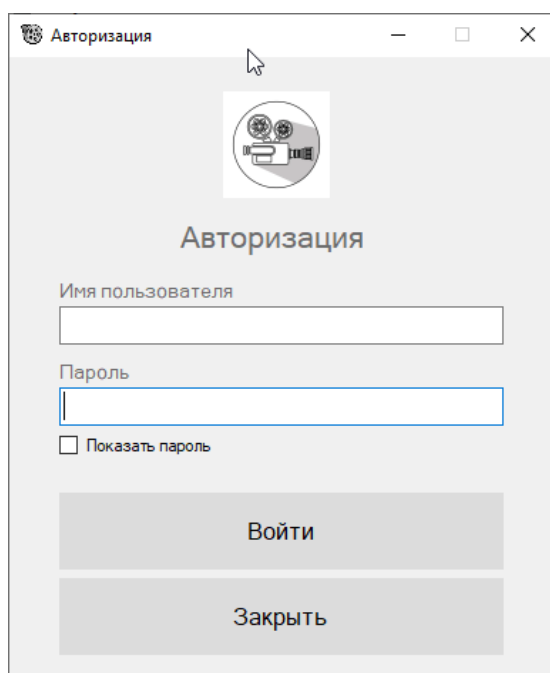 Авторизация
Авторизация
Имя пользователя
Пароль
Показать пароль
Войти
Закрыть